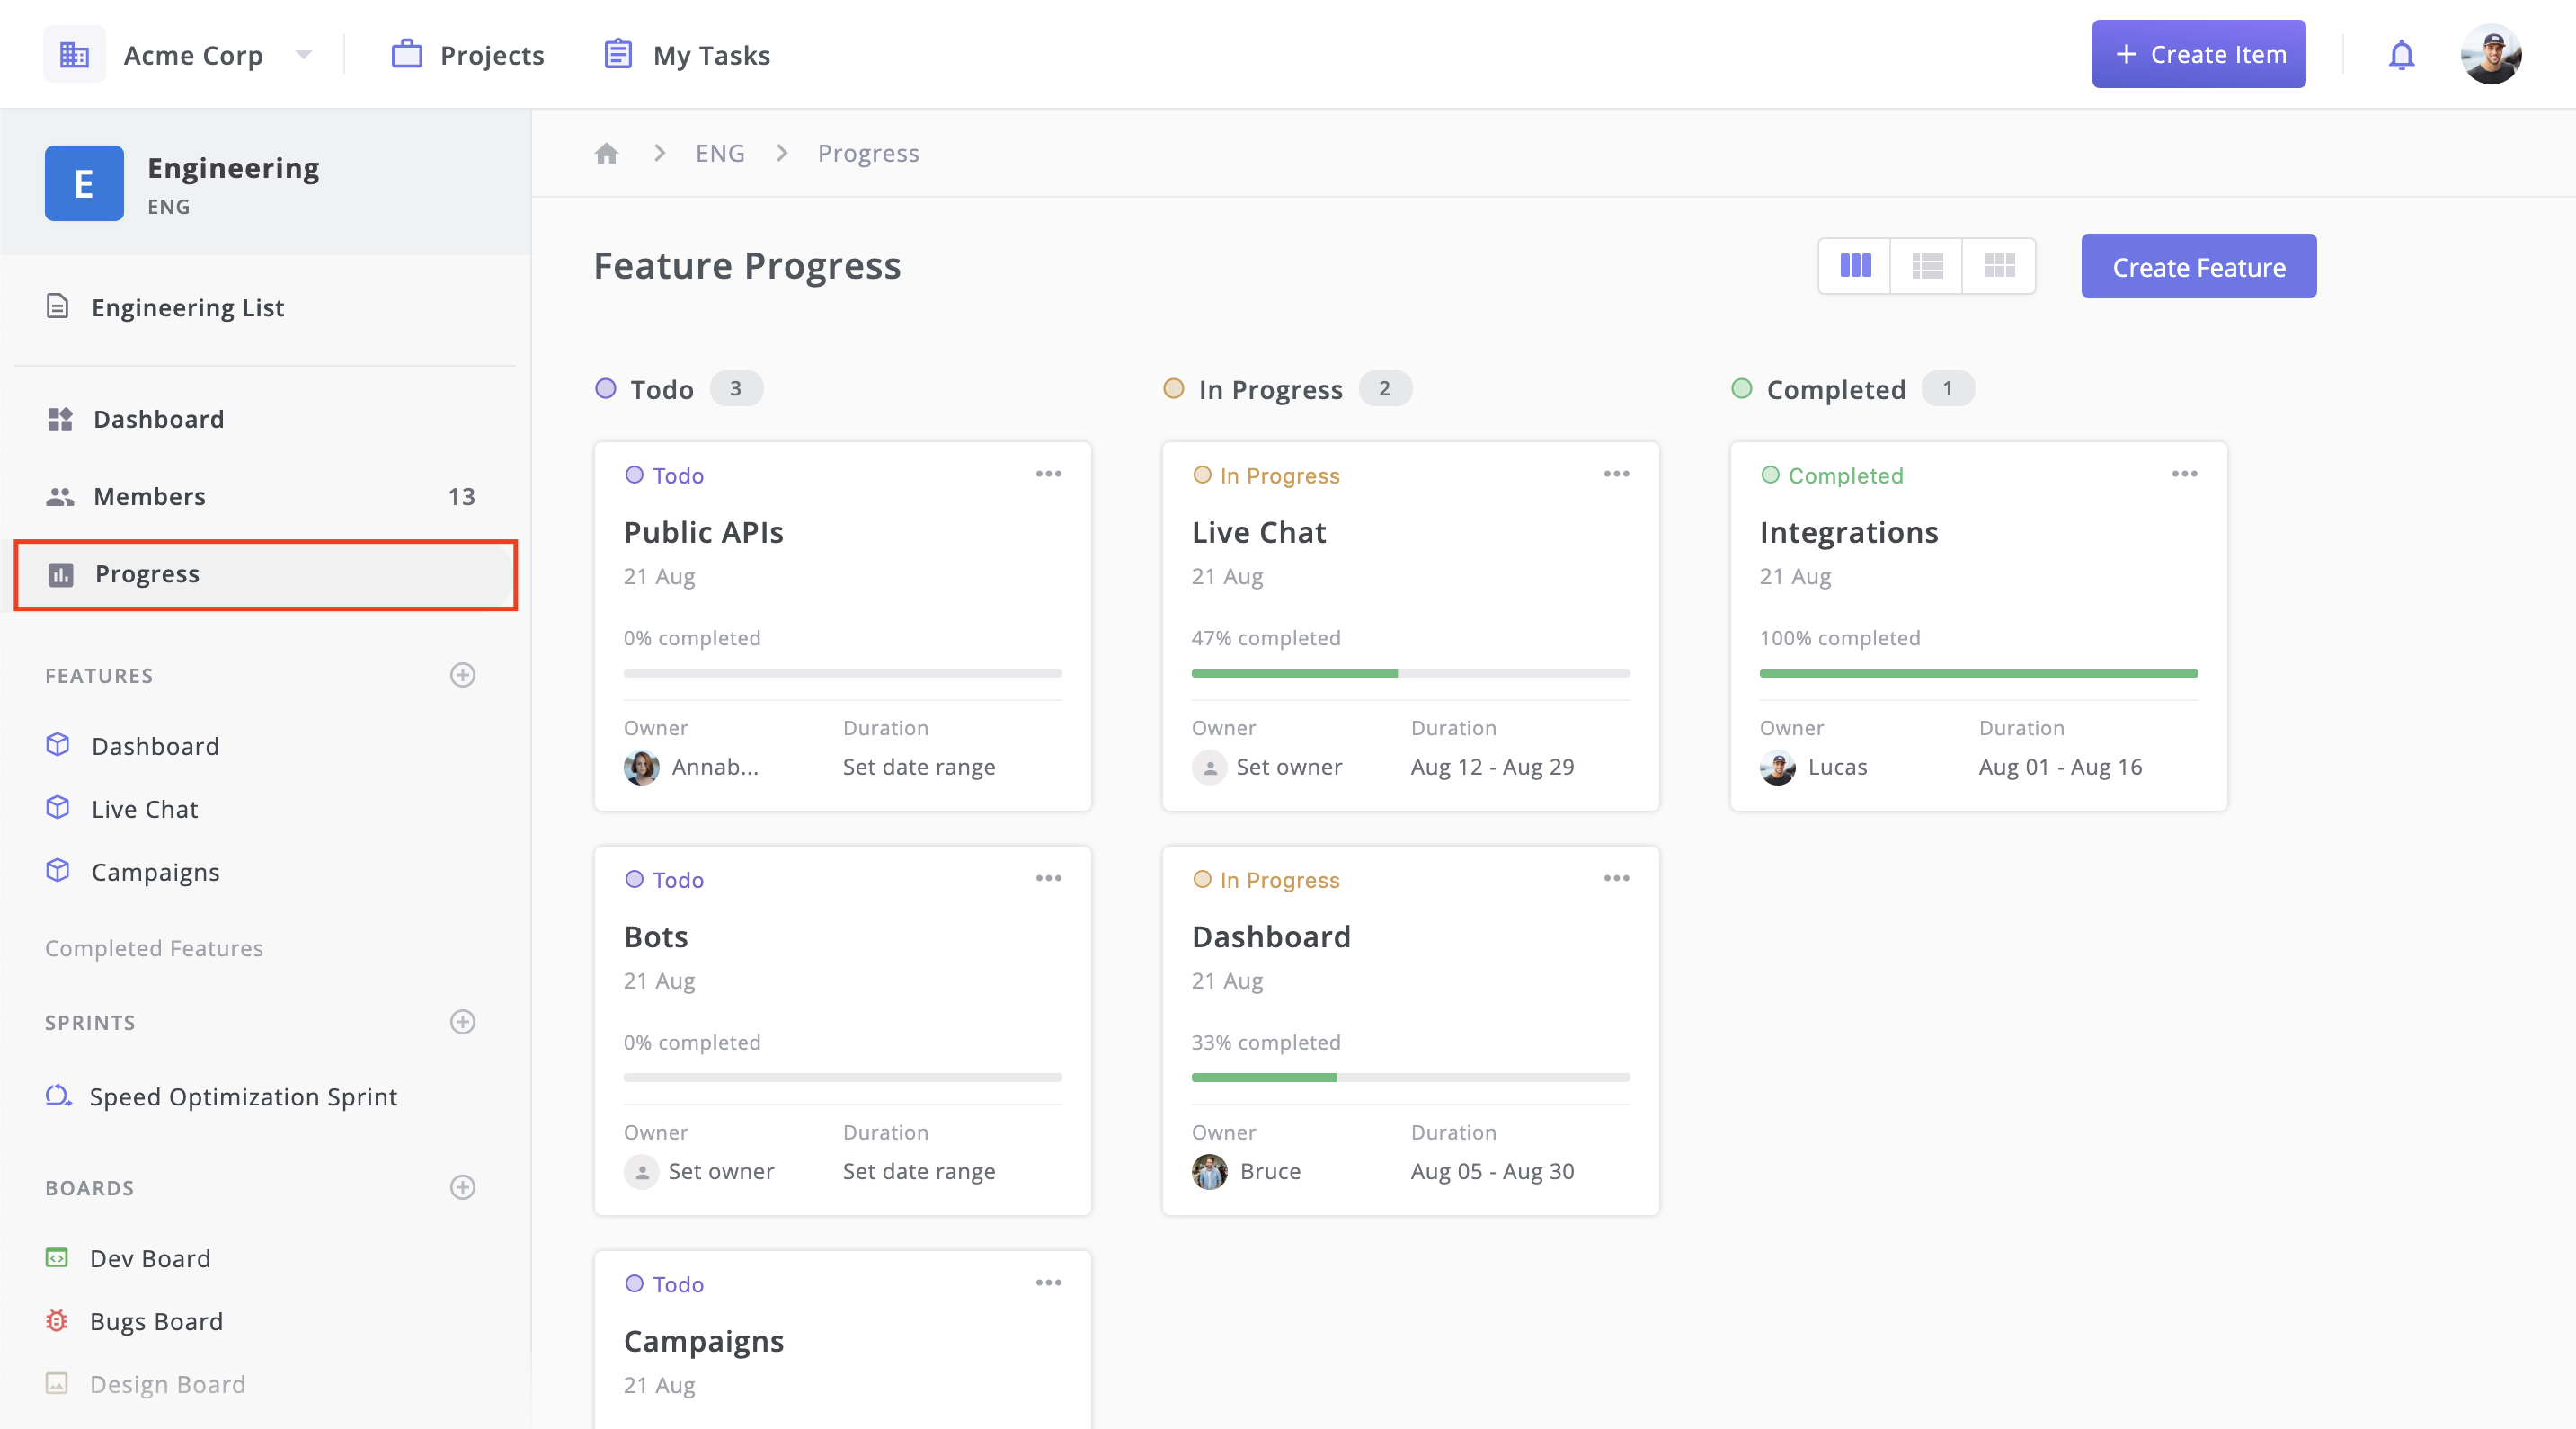 Acme Corp
Projects
My Tasks
+ Create Item
E
Engineering
ENG
Engineering List
Dashboard
Members 13
Progress
FEATURES
Dashboard
Live Chat
Campaigns
Completed Features
SPRINTS
Speed Optimization Sprint
BOARDS
Dev Board
Bugs Board
Design Board
ENG > Progress
Feature Progress
Create Feature
Todo 3
Todo
Public APIs
21 Aug
0% completed
Owner Duration
Annab... Set date range
Todo
Bots
21 Aug
0% completed
Owner Duration
Set owner Set date range
Todo
Campaigns
21 Aug
In Progress 2
In Progress
Live Chat
21 Aug
47% completed
Owner Duration
Set owner Aug 12 - Aug 29
In Progress
Dashboard
21 Aug
33% completed
Owner Duration
Bruce Aug 05 - Aug 30
Completed 1
Completed
Integrations
21 Aug
100% completed
Owner Duration
Lucas Aug 01 - Aug 16